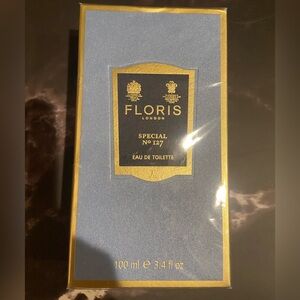 FLORIS
LONDON
SPECIAL
Nº 127
EAU DE TOILETTE
100 ml ℮ 3.4 fl oz